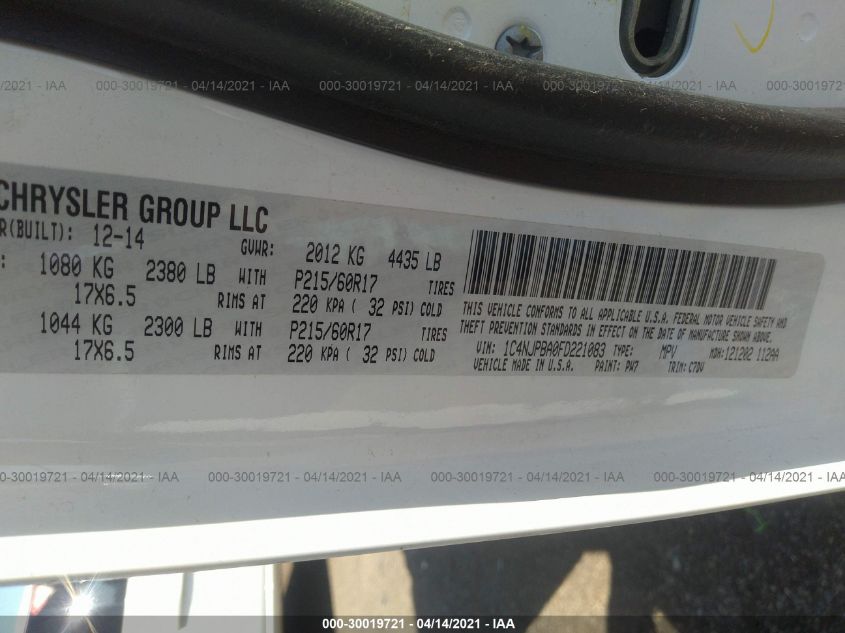 000-30019721 - 04/14/2021 - IAA
CHRYSLER GROUP LLC
R(BUILT): 12-14 GVWR: 2012 KG 4435 LB
: 1080 KG 2380 LB WITH P215/60R17 TIRES
17X6.5 RIMS AT 220 KPA ( 32 PSI) COLD
1044 KG 2300 LB WITH P215/60R17 TIRES
17X6.5 RIMS AT 220 KPA ( 32 PSI) COLD
THIS VEHICLE CONFORMS TO ALL APPLICABLE U.S.A. FEDERAL MOTOR VEHICLE SAFETY AND
THEFT PREVENTION STANDARDS IN EFFECT ON THE DATE OF MANUFACTURE SHOWN ABOVE.
VIN: 1C4NJPBA0FD221083 TYPE: MPV MDH: 121202 112AA
VEHICLE MADE IN U.S.A. PAINT: PW7 TRIM: C7DV
000-30019721 - 04/14/2021 - IAA
000-30019721 - 04/14/2021 - IAA